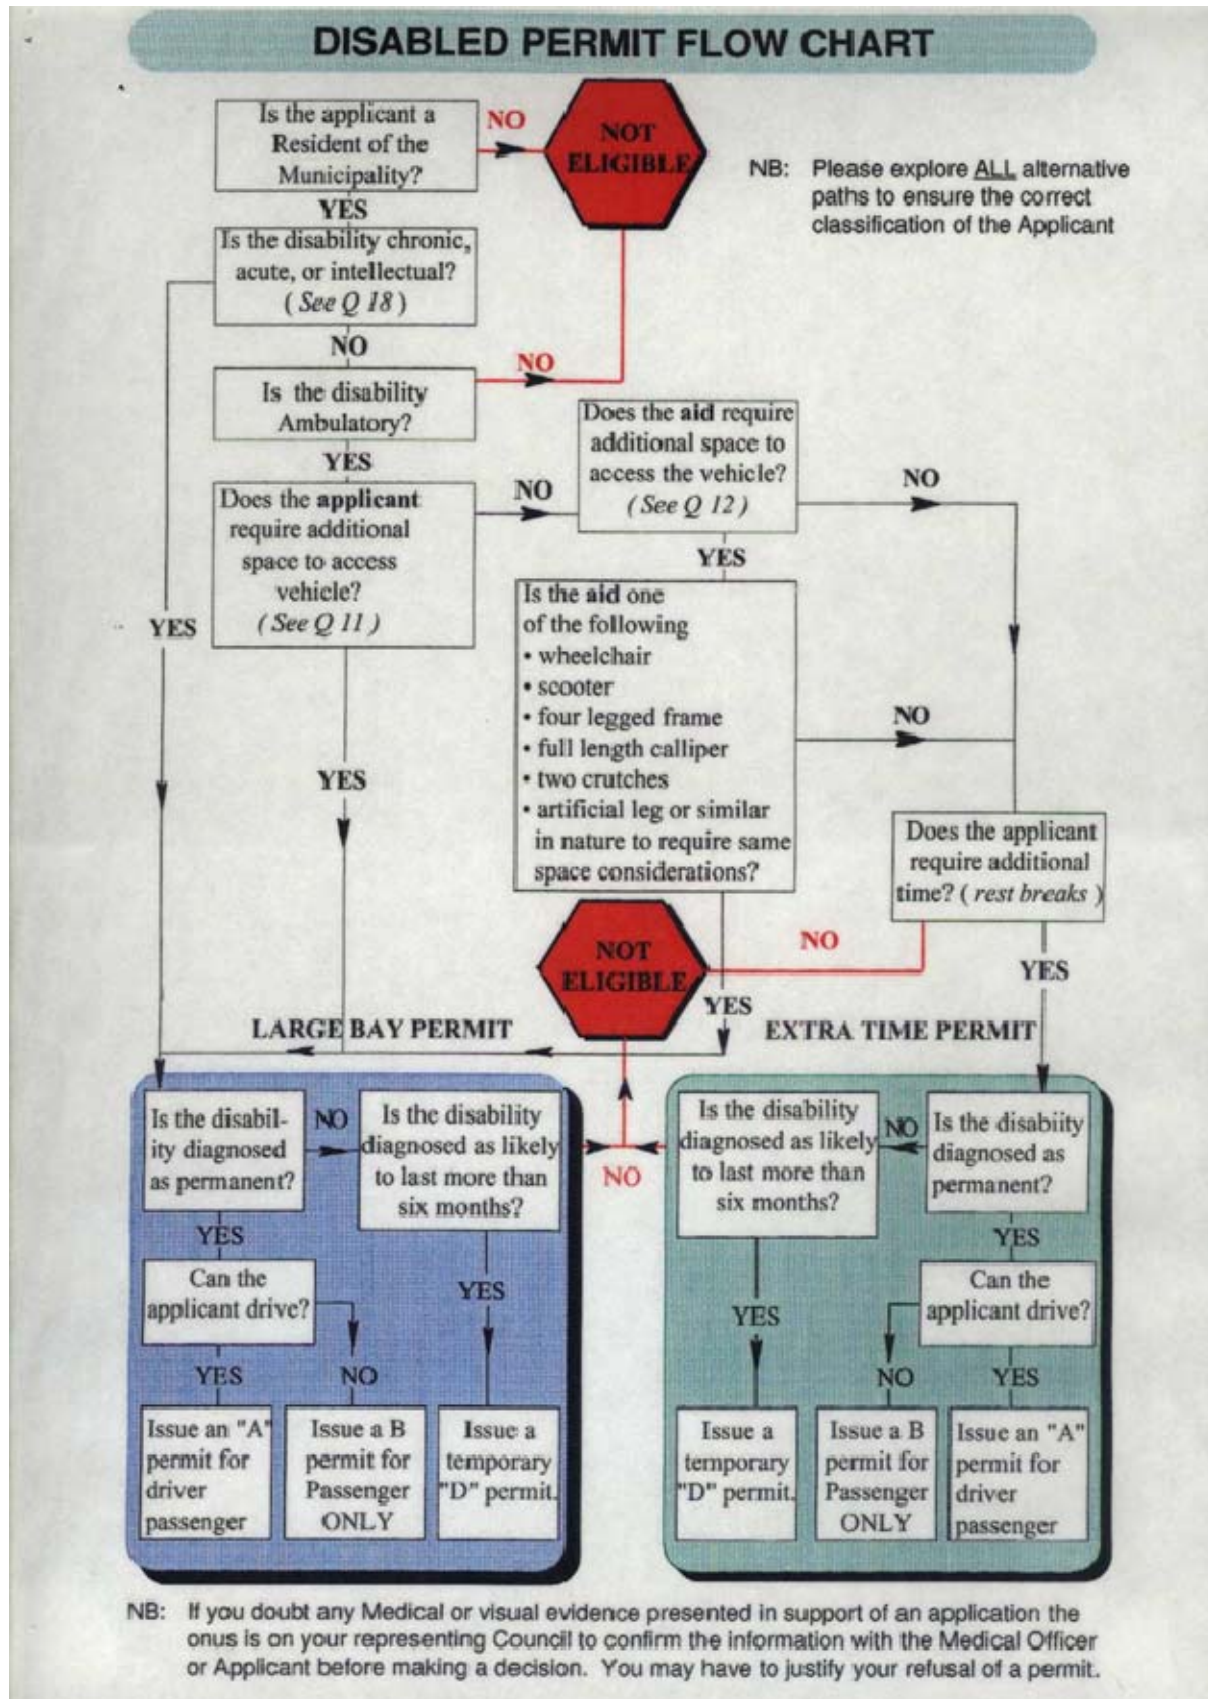 DISABLED PERMIT FLOW CHART
Is the applicant a
Resident of the
Municipality?
NO
NOT
ELIGIBLE
NB: Please explore ALL alternative
paths to ensure the correct
classification of the Applicant
YES
Is the disability chronic,
acute, or intellectual?
( See Q 18 )
NO
NO
Is the disability
Ambulatory?
YES
Does the applicant
require additional
space to access
vehicle?
( See Q 11 )
NO
Does the aid require
additional space to
access the vehicle?
( See Q 12 )
NO
YES
YES
Is the aid one
of the following
• wheelchair
• scooter
• four legged frame
• full length calliper
• two crutches
• artificial leg or similar
in nature to require same
space considerations?
NO
YES
Does the applicant
require additional
time? ( rest breaks )
NO
NOT
ELIGIBLE
YES
YES
LARGE BAY PERMIT
EXTRA TIME PERMIT
Is the disabil-
ity diagnosed
as permanent?
NO
Is the disability
diagnosed as likely
to last more than
six months?
NO
Is the disability
diagnosed as likely
to last more than
six months?
NO
Is the disabiity
diagnosed as
permanent?
YES
Can the
applicant drive?
YES
YES
NO
YES
Can the
applicant drive?
NO
YES
Issue an "A"
permit for
driver
passenger
Issue a B
permit for
Passenger
ONLY
Issue a
temporary
"D" permit.
Issue a
temporary
"D" permit.
Issue a B
permit for
Passenger
ONLY
Issue an "A"
permit for
driver
passenger
NB: If you doubt any Medical or visual evidence presented in support of an application the
onus is on your representing Council to confirm the information with the Medical Officer
or Applicant before making a decision. You may have to justify your refusal of a permit.